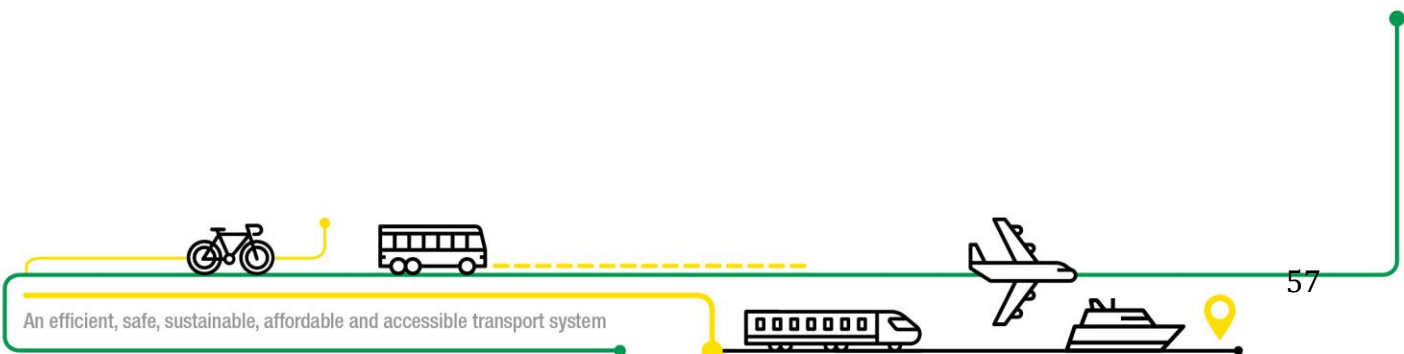 57
An efficient, safe, sustainable, affordable and accessible transport system